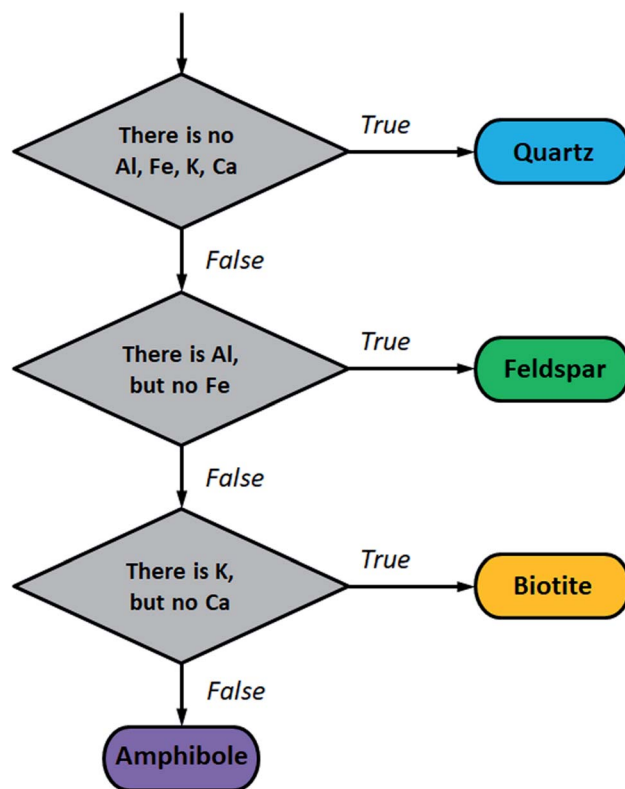 There is no
Al, Fe, K, Ca
True
Quartz
False
There is Al,
but no Fe
True
Feldspar
False
There is K,
but no Ca
True
Biotite
False
Amphibole